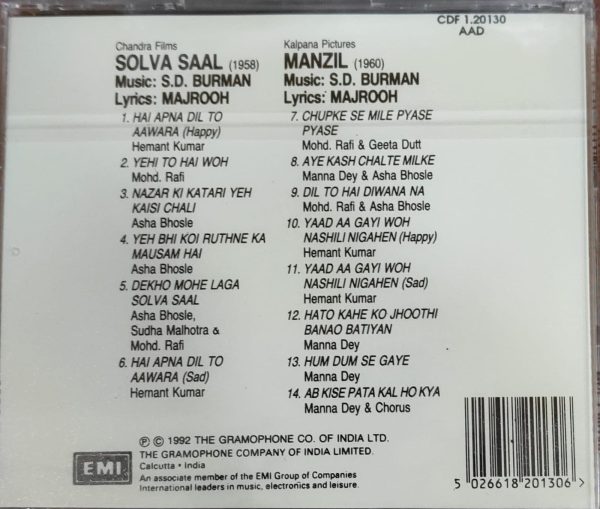 CDF 1.20130
AAD
Chandra Films
SOLVA SAAL (1958)
Music: S.D. BURMAN
Lyrics: MAJROOH
1. HAI APNA DIL TO
AAWARA (Happy)
Hemant Kumar
2. YEHI TO HAI WOH
Mohd. Rafi
3. NAZAR KI KATARI YEH
KAISI CHALI
Asha Bhosle
4. YEH BHI KOI RUTHNE KA
MAUSAM HAI
Asha Bhosle
5. DEKHO MOHE LAGA
SOLVA SAAL
Asha Bhosle,
Sudha Malhotra &
Mohd. Rafi
6. HAI APNA DIL TO
AAWARA (Sad)
Hemant Kumar
Kalpana Pictures
MANZIL (1960)
Music: S.D. BURMAN
Lyrics: MAJROOH
7. CHUPKE SE MILE PYASE
PYASE
Mohd. Rafi & Geeta Dutt
8. AYE KASH CHALTE MILKE
Manna Dey & Asha Bhosle
9. DIL TO HAI DIWANA NA
Mohd. Rafi & Asha Bhosle
10. YAAD AA GAYI WOH
NASHILI NIGAHEN (Happy)
Hemant Kumar
11. YAAD AA GAYI WOH
NASHILI NIGAHEN (Sad)
Hemant Kumar
12. HATO KAHE KO JHOOTHI
BANAO BATIYAN
Manna Dey
13. HUM DUM SE GAYE
Manna Dey
14. AB KISE PATA KAL HO KYA
Manna Dey & Chorus
Ⓟ © 1992 THE GRAMOPHONE CO. OF INDIA LTD.
THE GRAMOPHONE COMPANY OF INDIA LIMITED.
Calcutta • India
An associate member of the EMI Group of Companies
International leaders in music, electronics and leisure.
EMI
5 026618 201306